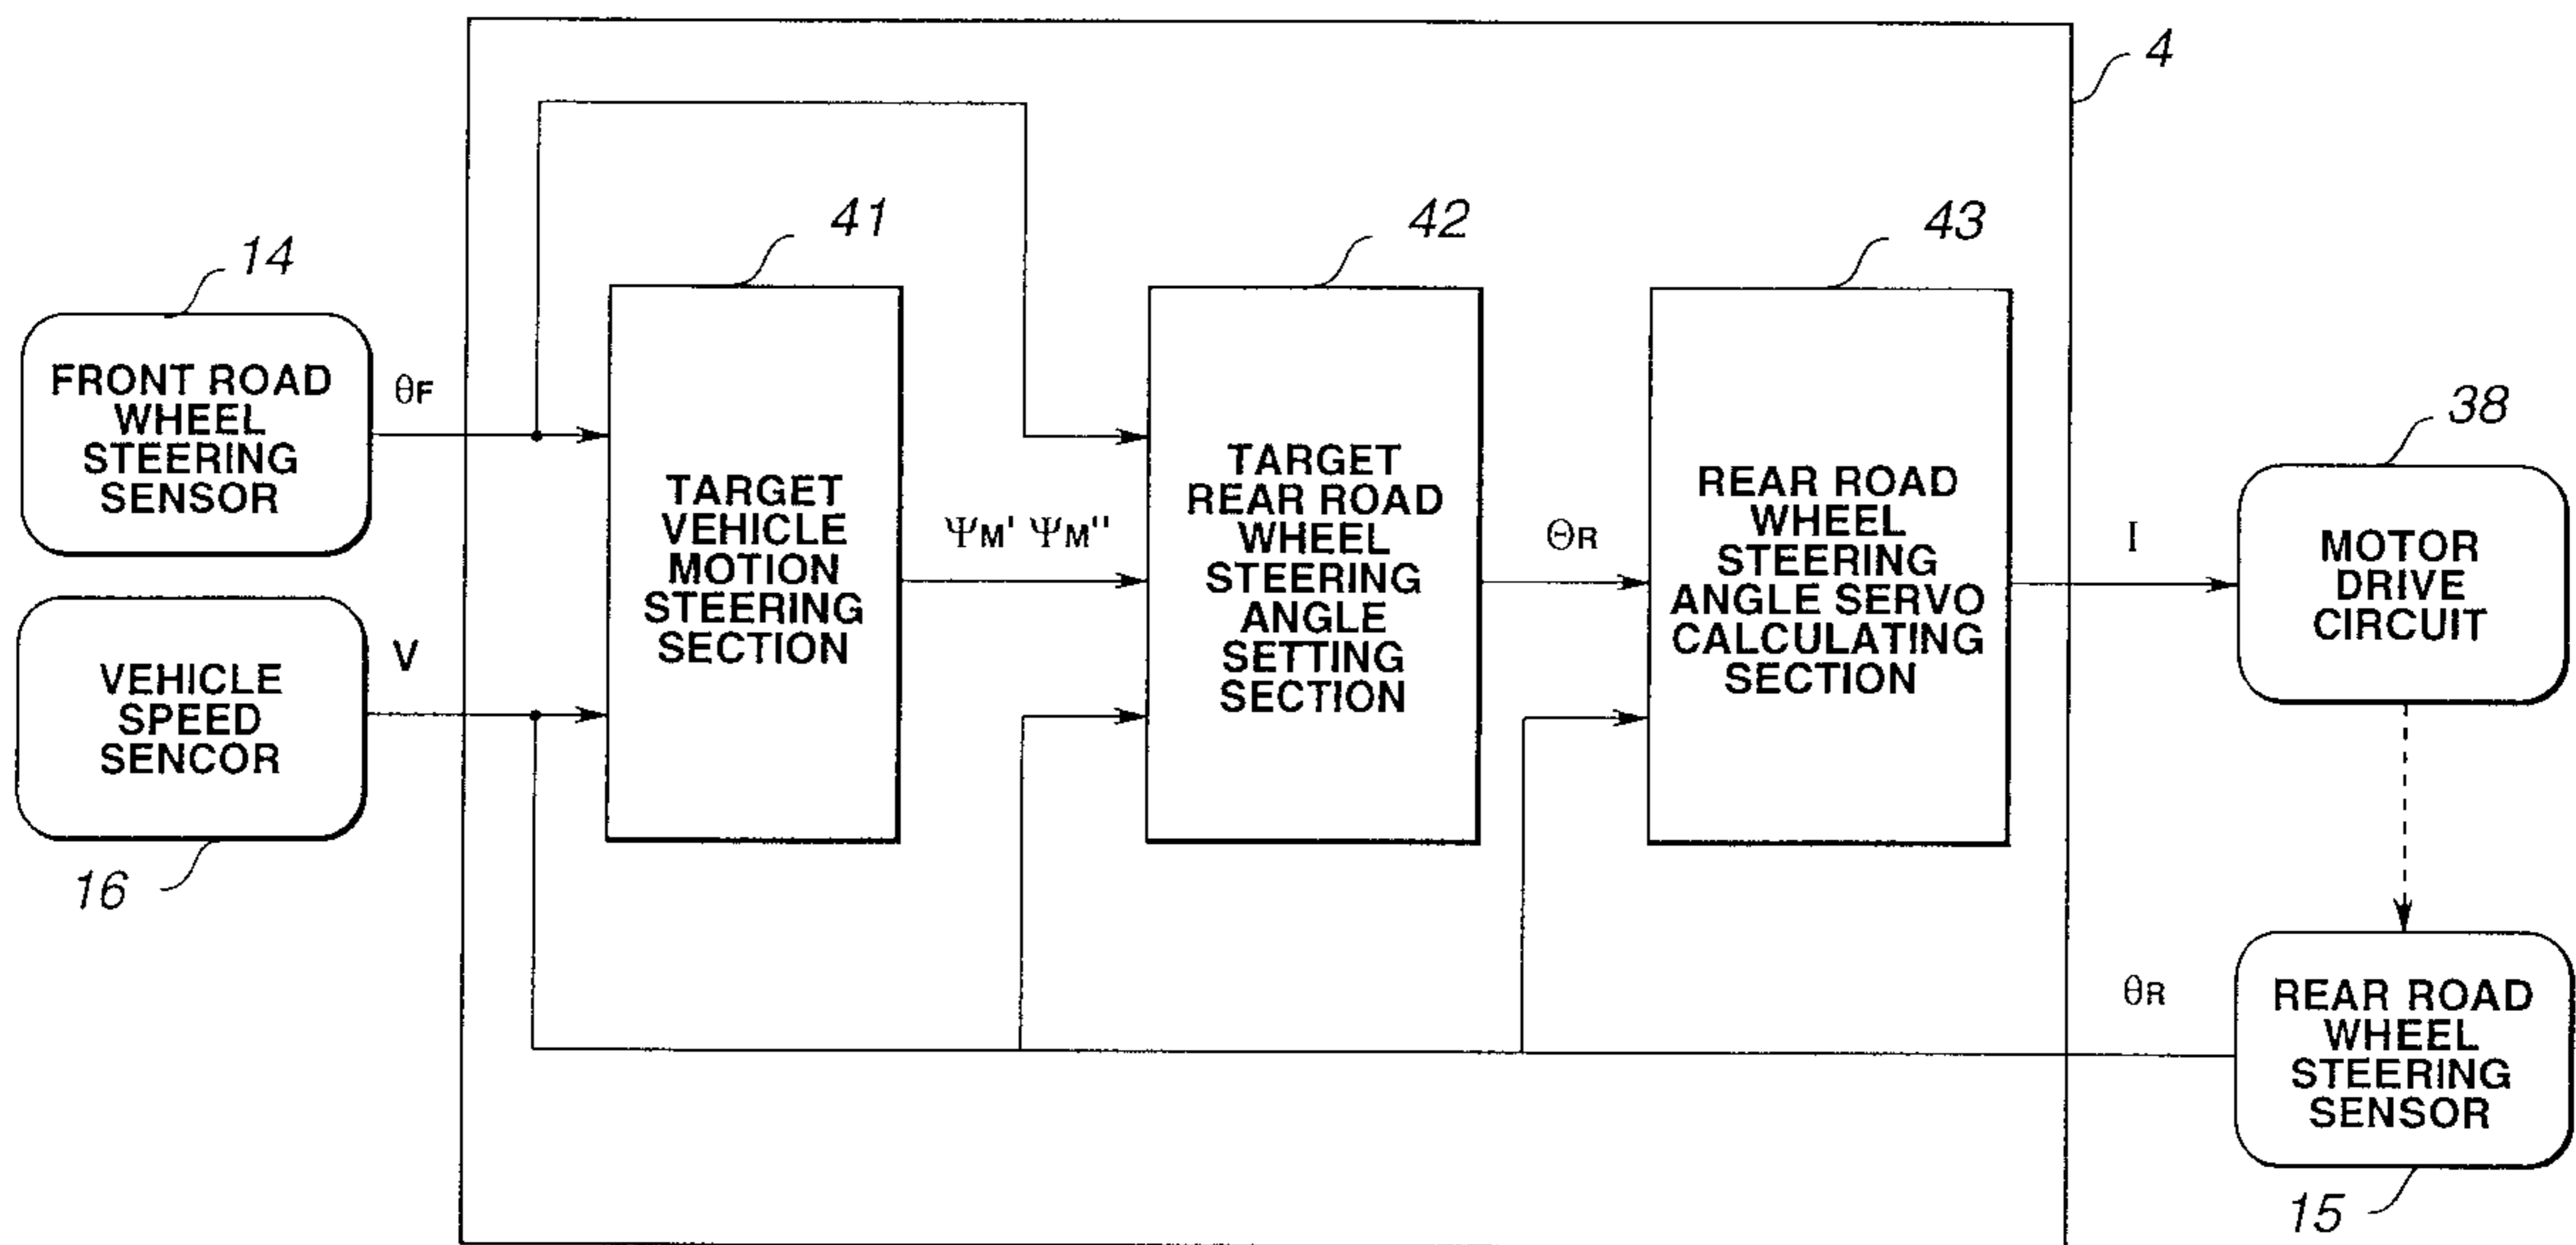 4
41
42
43
14
FRONT ROAD
WHEEL
STEERING
SENSOR
θF
TARGET
VEHICLE
MOTION
STEERING
SECTION
ΨM' ΨM''
TARGET
REAR ROAD
WHEEL
STEERING
ANGLE
SETTING
SECTION
ΘR
REAR ROAD
WHEEL
STEERING
ANGLE SERVO
CALCULATING
SECTION
I
38
MOTOR
DRIVE
CIRCUIT
V
VEHICLE
SPEED
SENCOR
16
θR
REAR ROAD
WHEEL
STEERING
SENSOR
15